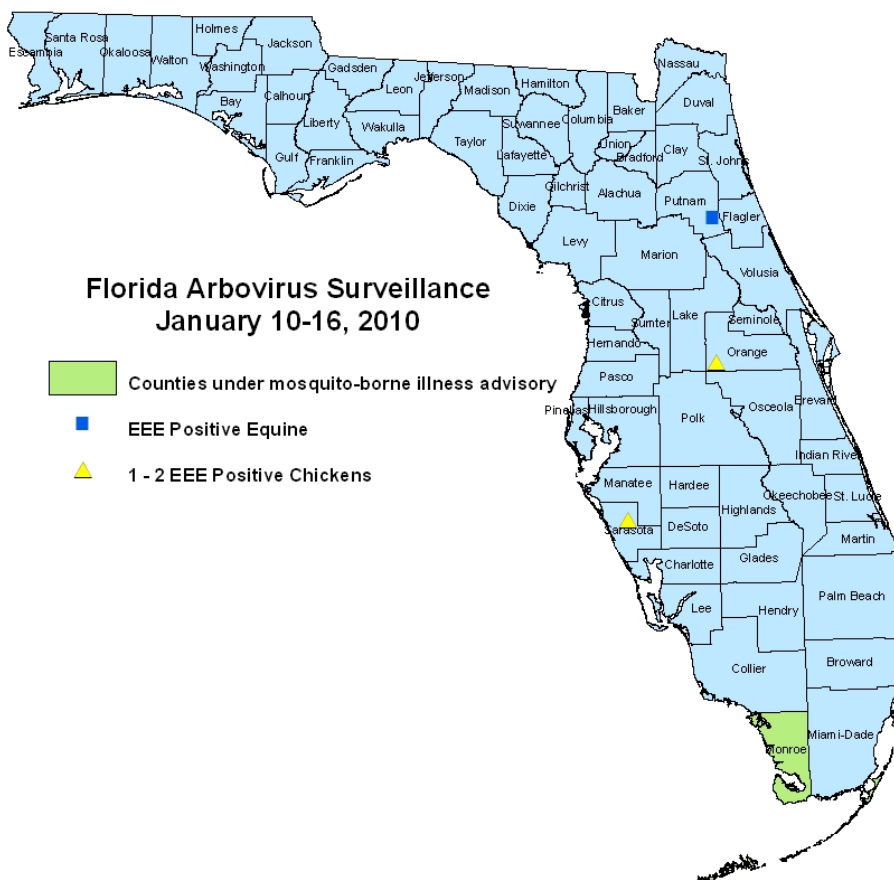 Holmes
Jackson
Santa Rosa
Escambia
Okaloosa
Walton
Washington
Gadsden
Nassau
Jefferson
Leon
Madison
Hamilton
Bay
Calhoun
Liberty
Wakulla
Suwannee
Columbia
Baker
Duval
Gulf
Franklin
Taylor
Lafayette
Union
Bradford
Clay
St. Johns
Gilchrist
Alachua
Dixie
Putnam
Flagler
Levy
Marion
Volusia
Florida Arbovirus Surveillance
January 10-16, 2010
Citrus
Sumter
Lake
Seminole
Hernando
Orange
Pasco
Counties under mosquito-borne illness advisory
Pinellas
Hillsborough
Polk
Osceola
Brevard
EEE Positive Equine
Indian River
1 - 2 EEE Positive Chickens
Manatee
Hardee
Highlands
Okeechobee
St. Lucie
Sarasota
DeSoto
Martin
Charlotte
Glades
Palm Beach
Lee
Hendry
Collier
Broward
Monroe
Miami-Dade